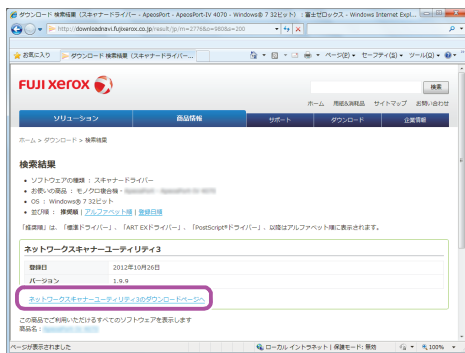 ダウンロード 検索結果 (スキャナードライバー - ApeosPort - ApeosPort-IV 4070 - Windows® 7 32ビット) : 富士ゼロックス - Windows Internet Expl...
http://downloadnavi.fujixerox.co.jp/result/jp/m=2776&o=680&a=200
お気に入り ダウンロード 検索結果 (スキャナードライバー... ページ(P) セーフティ(S) ツール(O)
FUJI xerox 検索
ホーム 用紙&消耗品 サイトマップ お問い合わせ
ソリューション 商品情報 サポート ダウンロード 企業情報
ホーム > ダウンロード > 検索結果
検索結果
• ソフトウェアの種類 : スキャナードライバー
• お使いの商品 : モノクロ複合機 -
• OS : Windows® 7 32ビット
• 並び順 : 推奨順 | アルファベット順 | 登録日順
「推奨順」は、「標準ドライバー」、「ART EXドライバー」、「PostScript®ドライバー」、以降はアルファベット順に表示されます。
ネットワークスキャナーユーティリティ3
登録日 2012年10月26日
バージョン 1.9.9
ネットワークスキャナーユーティリティ3のダウンロードページへ
この商品でご利用いただけるすべてのソフトウェアを表示します
商品名 :
ページが表示されました ローカル イントラネット | 保護モード: 無効 100%